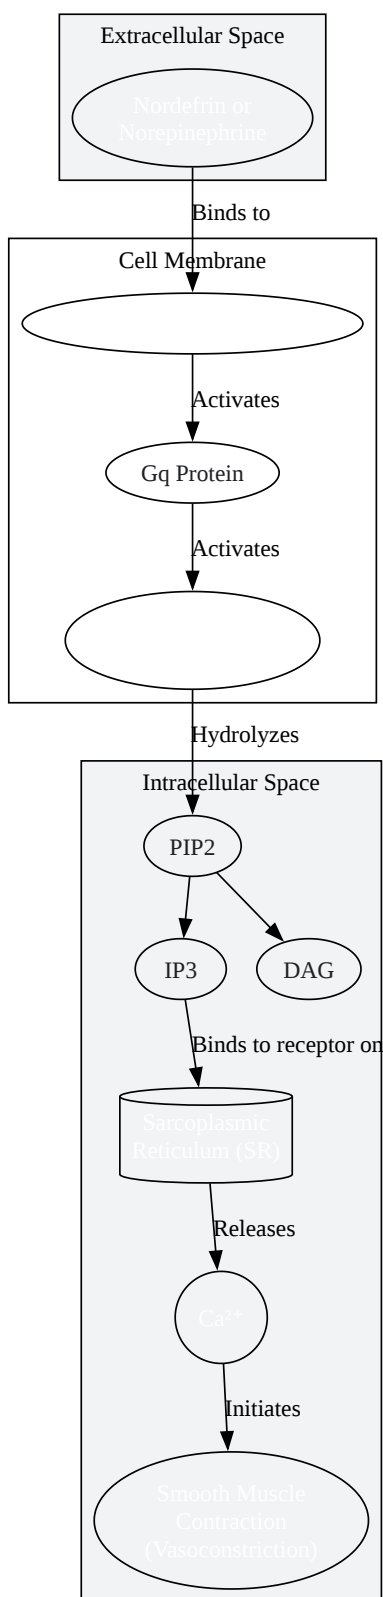 Extracellular Space
Nordefrin or
Norepinephrine
Binds to
Cell Membrane
Activates
Gq Protein
Activates
Hydrolyzes
Intracellular Space
PIP2
IP3
DAG
Binds to receptor on
Sarcoplasmic
Reticulum (SR)
Releases
Ca²⁺
Initiates
Smooth Muscle
Contraction
(Vasoconstriction)